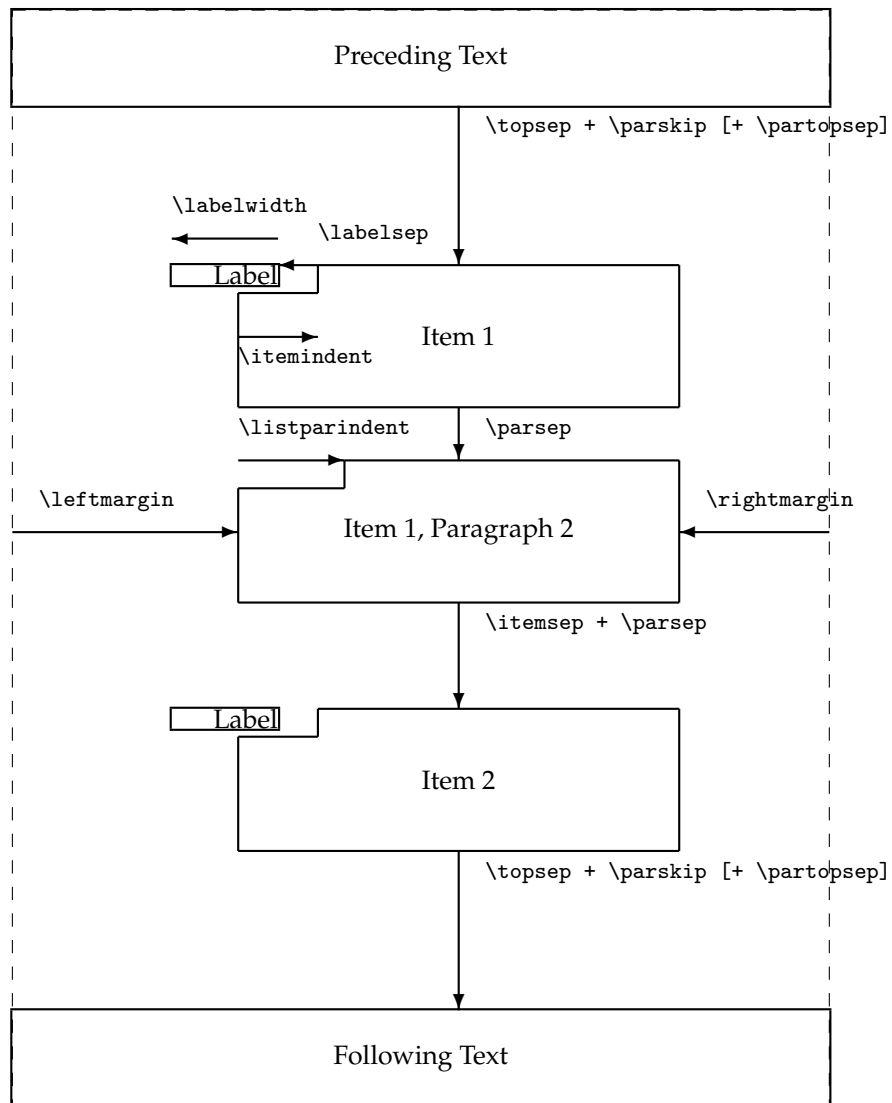 Preceding Text
\topsep + \parskip [+ \partopsep]
\labelwidth
\labelsep
Label
Item 1
\itemindent
\listparindent
\parsep
\leftmargin
\rightmargin
Item 1, Paragraph 2
\itemsep + \parsep
Label
Item 2
\topsep + \parskip [+ \partopsep]
Following Text